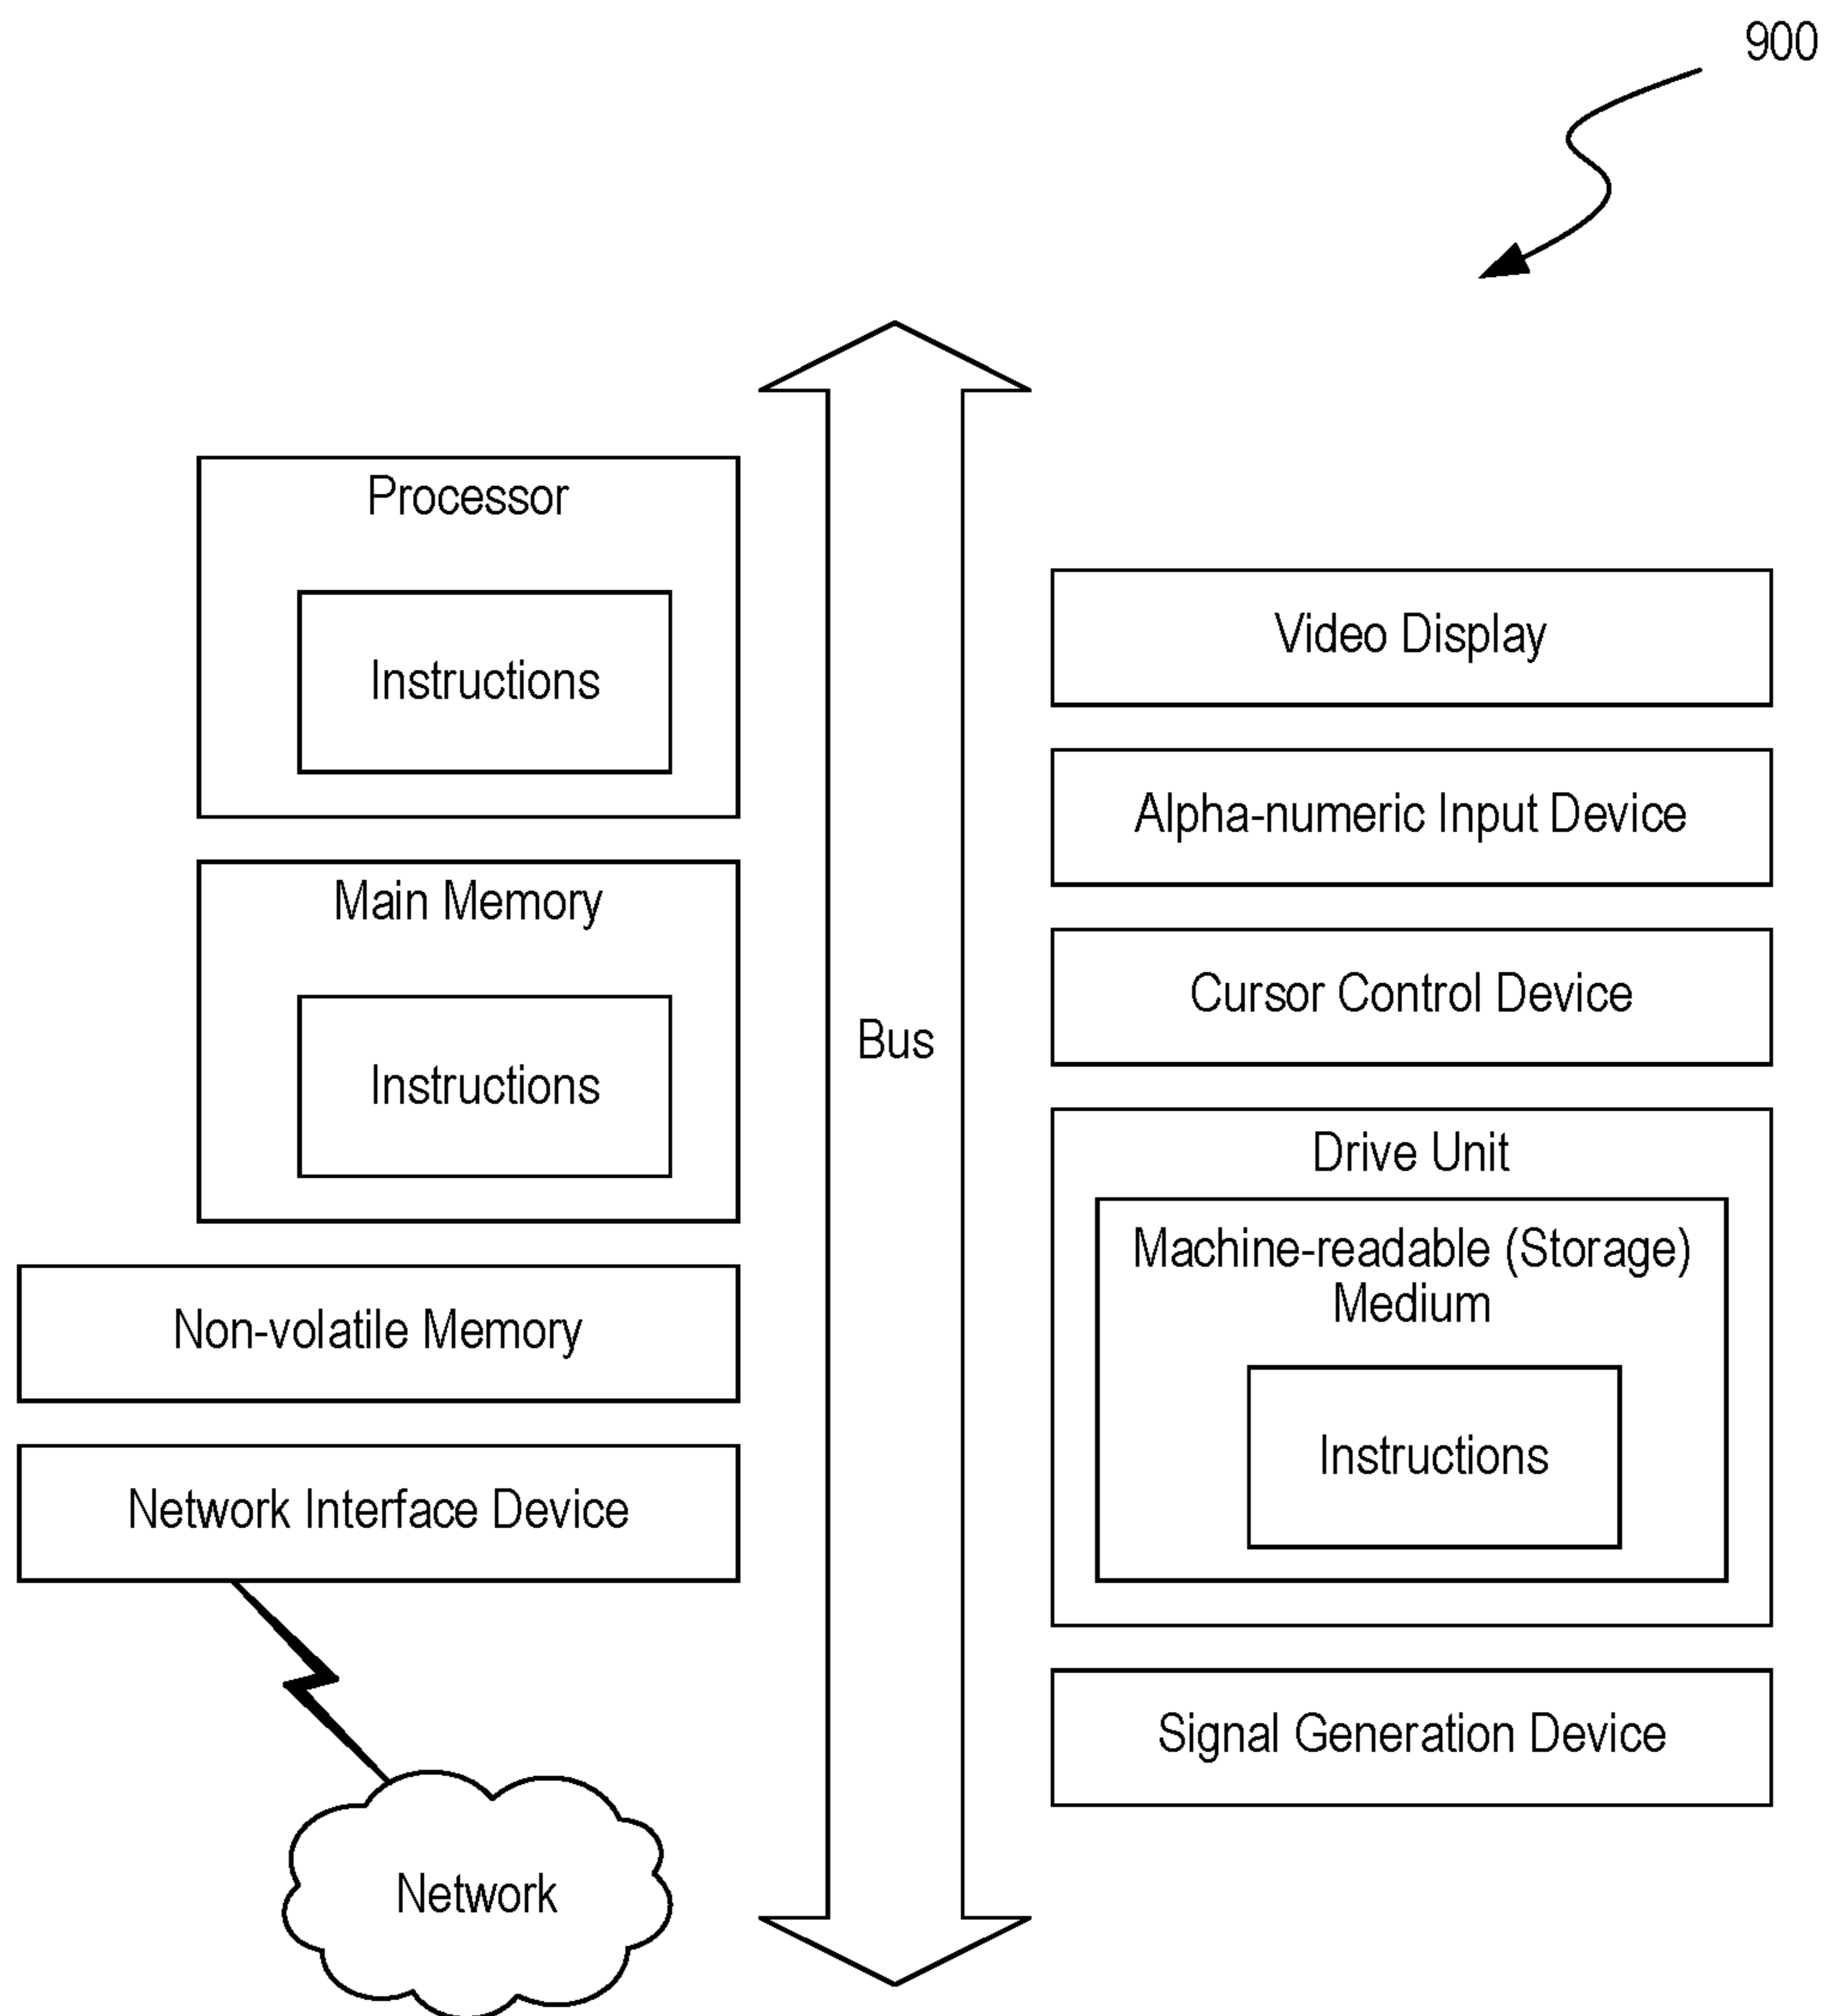 900
Processor
Instructions
Main Memory
Instructions
Non-volatile Memory
Network Interface Device
Network
Bus
Video Display
Alpha-numeric Input Device
Cursor Control Device
Drive Unit
Machine-readable (Storage)
Medium
Instructions
Signal Generation Device